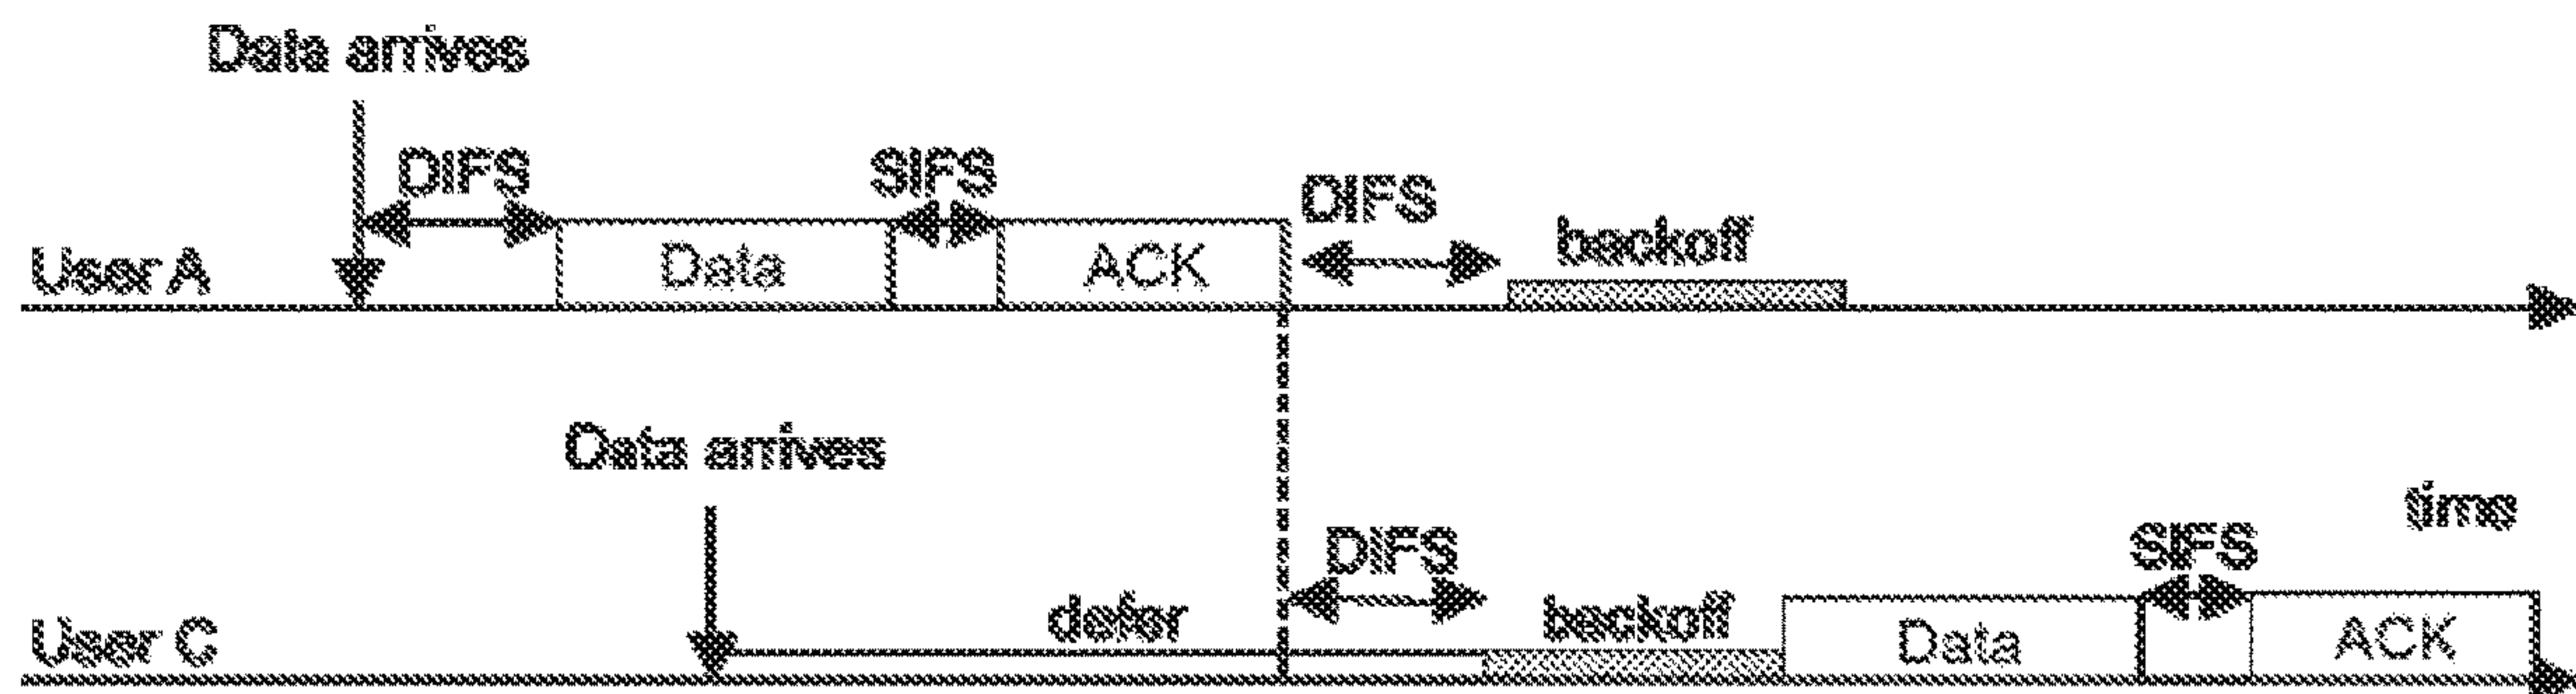 Data arrives
DIFS
SIFS
DIFS
backoff
User A
Data
ACK
Data arrives
time
DIFS
SIFS
defer
backoff
User C
Data
ACK